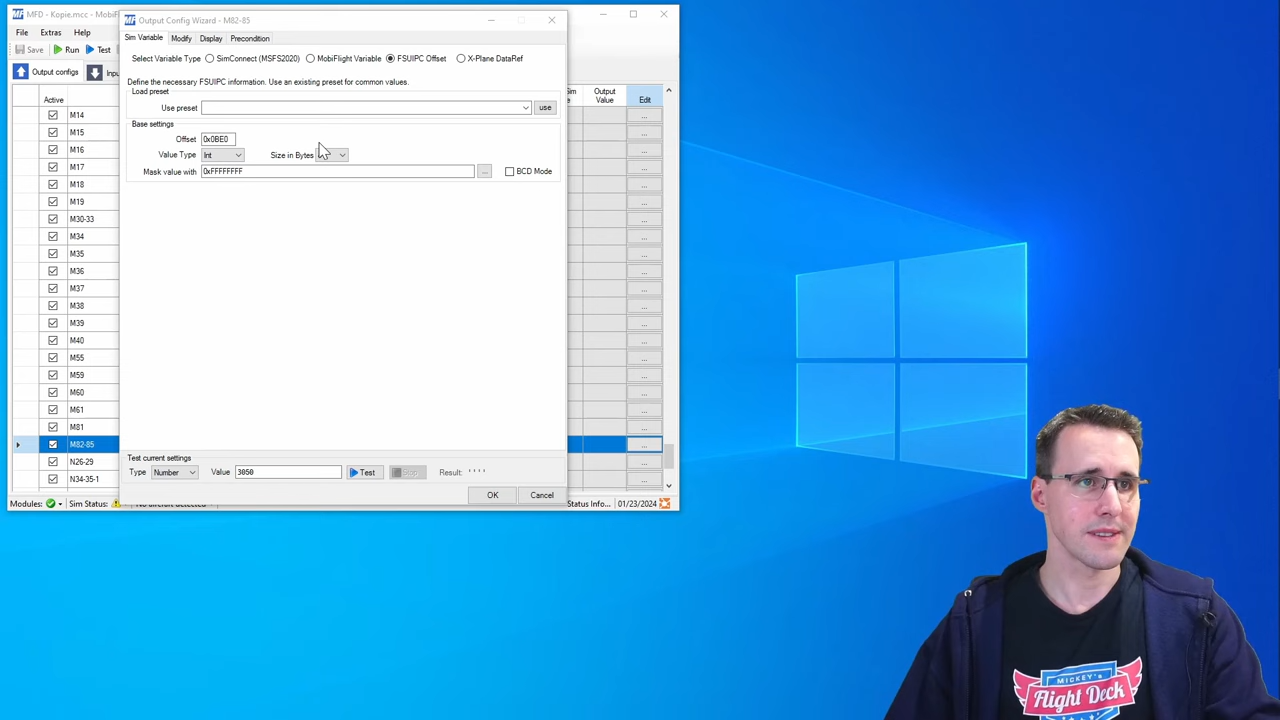 MFD - Kopie.mcc - MobiF
Output Config Wizard - M82-85
File Extras Help
Save Run Test
Output configs
Inpu
Sim Variable Modify Display Precondition
Select Variable Type SimConnect (MSFS2020) MobiFlight Variable FSUIPC Offset X-Plane DataRef
Define the necessary FSUIPC information. Use an existing preset for common values.
Load preset
Use preset use
Base settings
Offset 0x0BE0
Value Type Int Size in Bytes
Mask value with 0xFFFFFFFF ... BCD Mode
Active
Output Value
Edit
M14 ...
M15 ...
M16 ...
M17 ...
M18 ...
M19 ...
M30-33 ...
M34 ...
M35 ...
M36 ...
M37 ...
M38 ...
M39 ...
M40 ...
M55 ...
M59 ...
M60 ...
M61 ...
M81 ...
M82-85 ...
N26-29 ...
N34-35-1 ...
Test current settings
Type Number Value 3050 Test Stop Result: ' ' ' '
OK Cancel
Modules: Sim Status: No aircraft detected Status Info... 01/23/2024
MICKEY's
Flight Deck